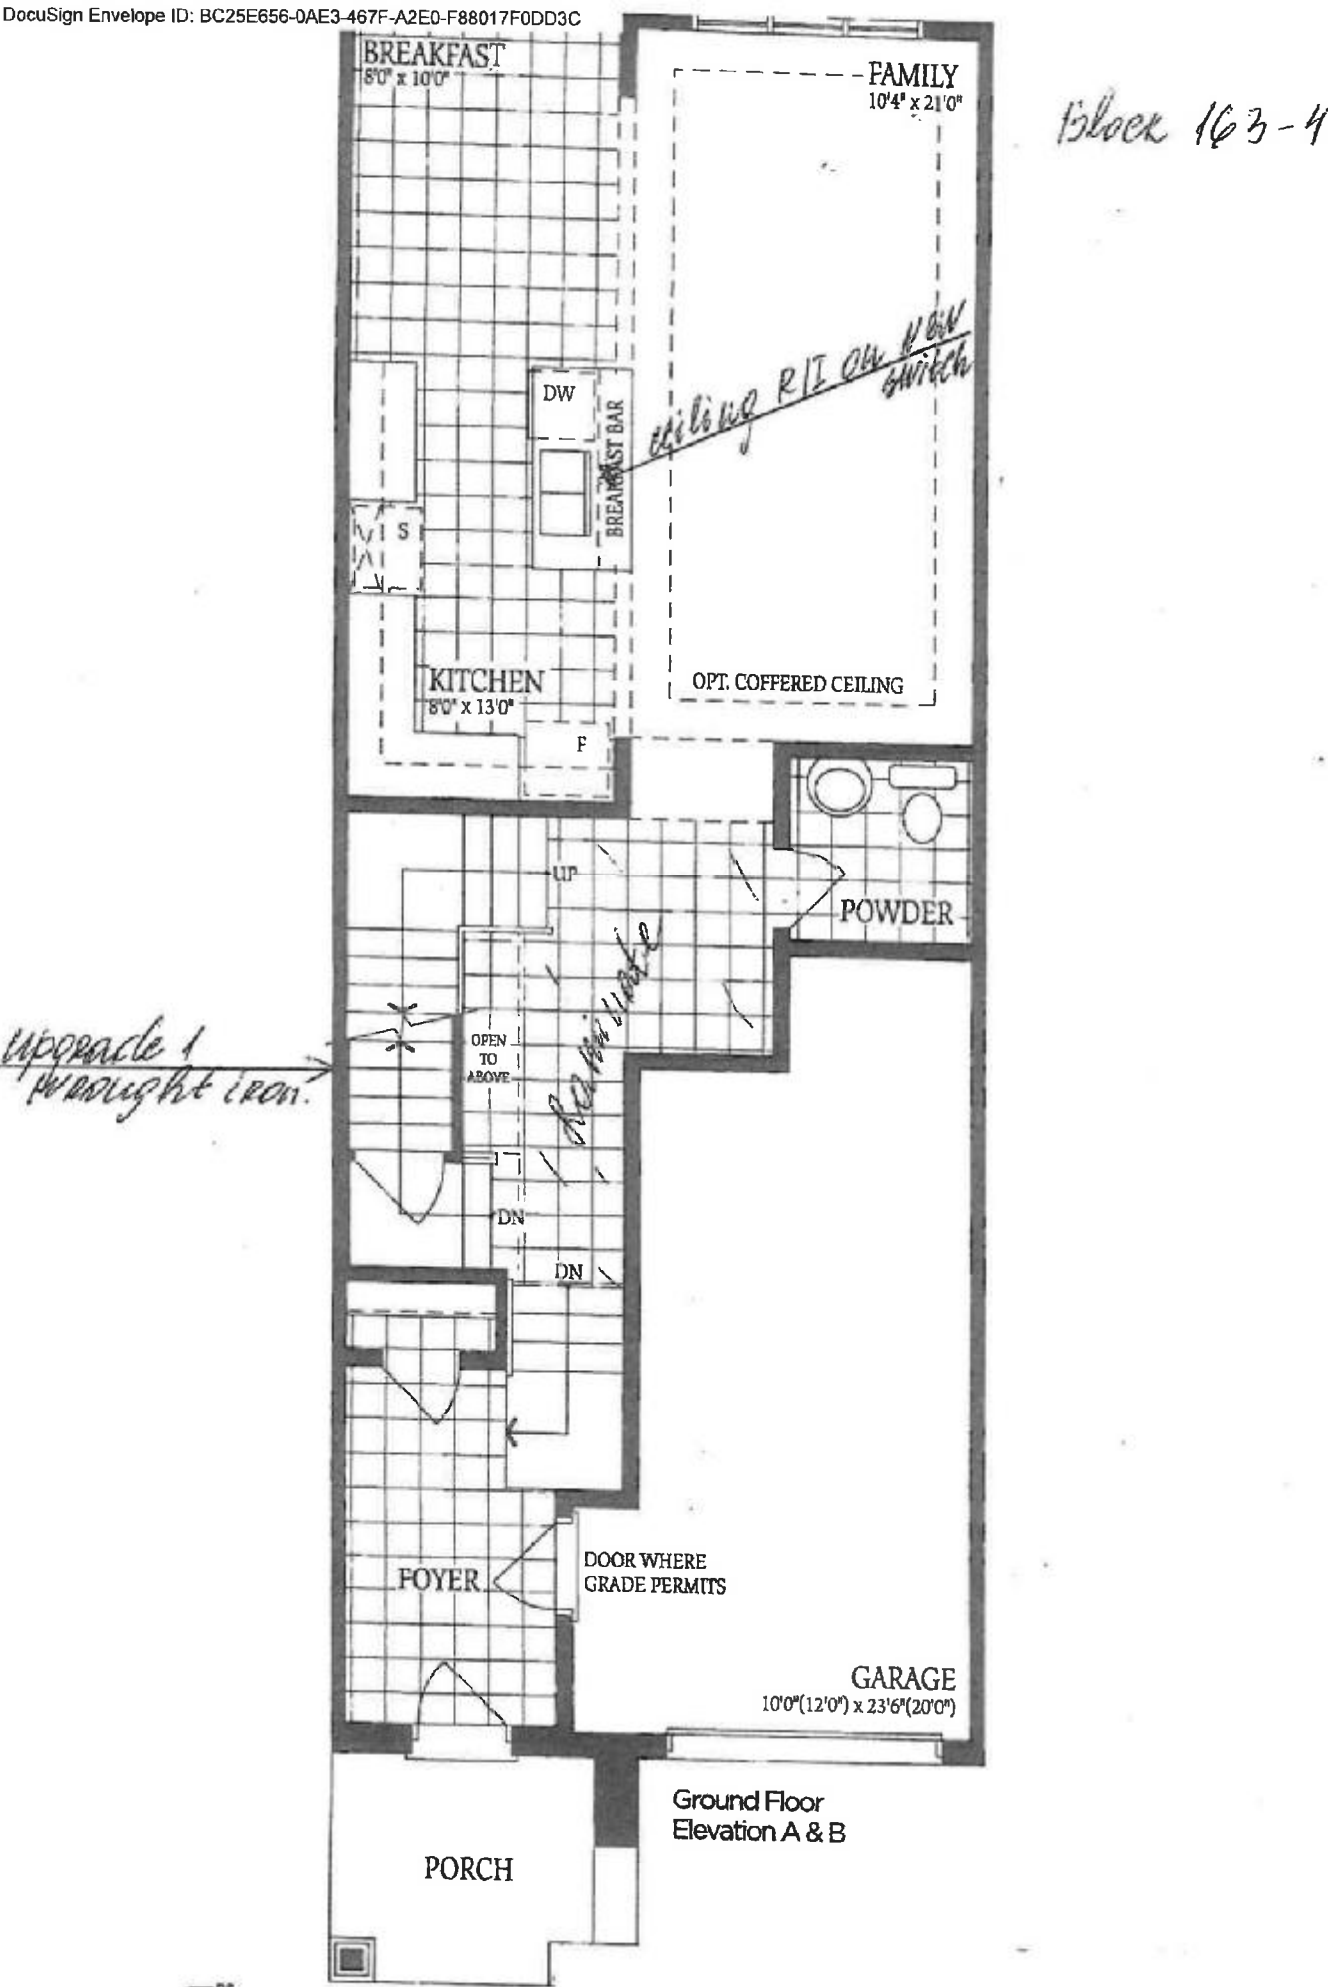 DocuSign Envelope ID: BC25E656-0AE3-467F-A2E0-F88017F0DD3C
BREAKFAST
8'0" x 10'0"
FAMILY
10'4" x 21'0"
Block 163-4
ceiling R/I on new
switch
DW
BREAKFAST BAR
S
OPT. COFFERED CEILING
KITCHEN
8'0" x 13'0"
F
UP
POWDER
laminate
OPEN
TO
ABOVE
upgrade 1
wrought iron.
DN
DN
DOOR WHERE
GRADE PERMITS
FOYER
GARAGE
10'0"(12'0") x 23'6"(20'0")
Ground Floor
Elevation A & B
PORCH